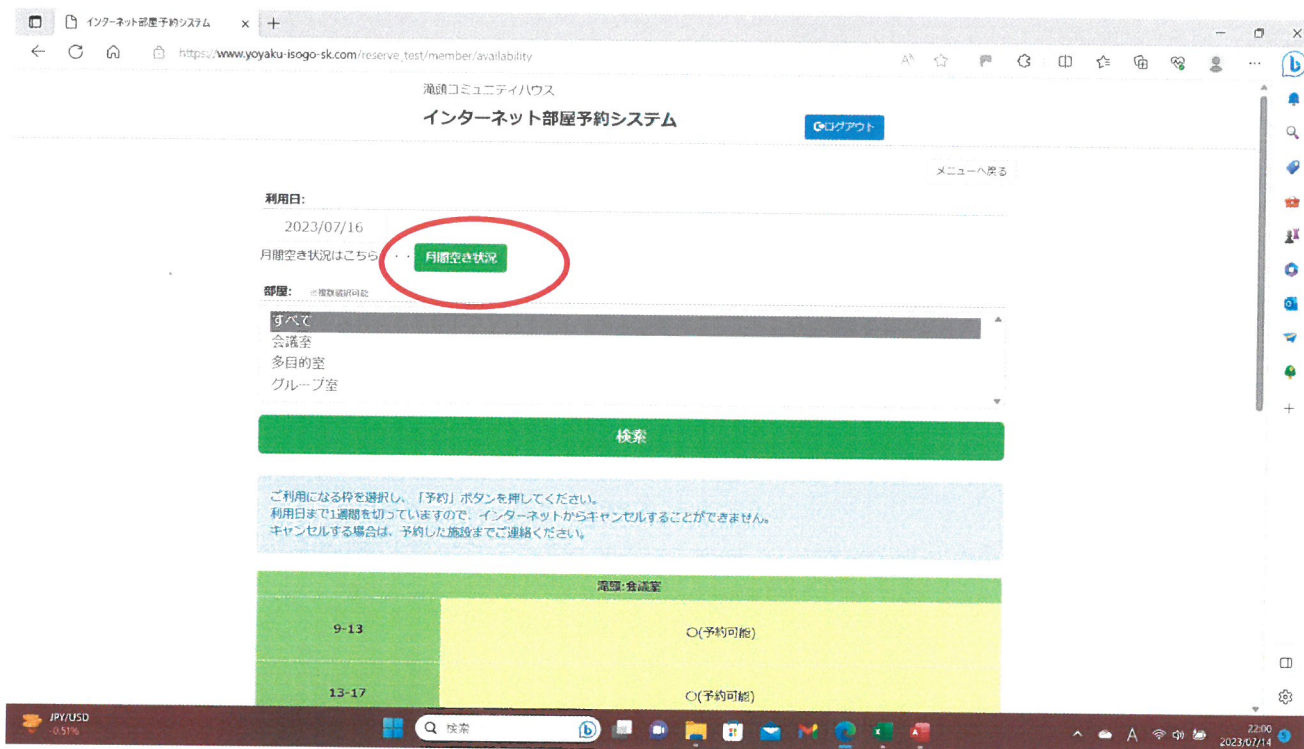 インターネット部屋予約システム
https://www.yoyaku-isogo-sk.com/reserve_test/member/availability
滝頭コミュニティハウス
インターネット部屋予約システム
ログアウト
メニューへ戻る
利用日:
2023/07/16
月間空き状況はこちら・・
月間空き状況
部屋: ※複数選択可能
すべて
会議室
多目的室
グループ室
検索
ご利用になる枠を選択し、「予約」ボタンを押してください。
利用日まで1週間を切っていますので、インターネットからキャンセルすることができません。
キャンセルする場合は、予約した施設までご連絡ください。
滝頭:会議室
9-13 〇(予約可能)
13-17 〇(予約可能)
JPY/USD
-0.51%
検索
A
22:00
2023/07/14